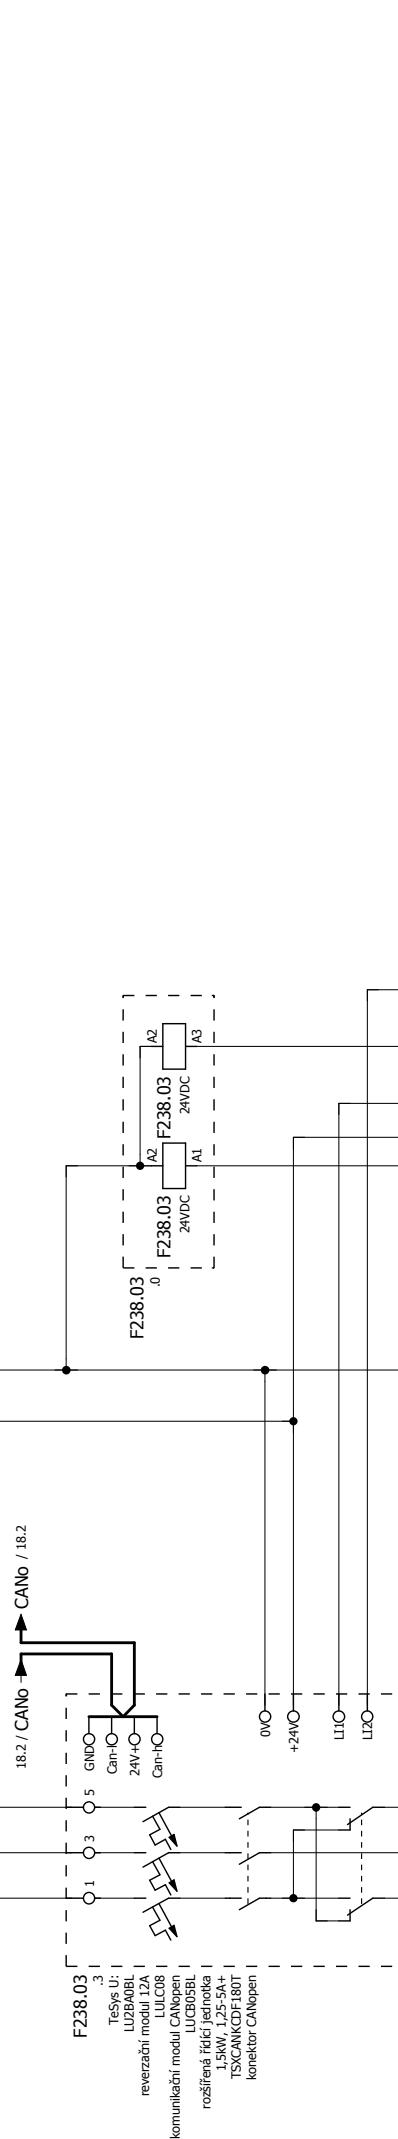 18.2 / CANo
CANo / 18.2
F238.03
.3
TeSys U:
LU2BA0BL
reverzační modul 12A
LULC08
komunikační modul CANopen
LUCB05BL
rozšířená řídící jednotka
1,5kW, 1,25-5A+
TSXCANKCDF180T
konektor CANopen
1
3
5
GND
Can-l
24V+
Can-h
0V
+24V
LI1
LI2
F238.03
.0
A2
F238.03
24VDC
A1
A2
F238.03
24VDC
A3